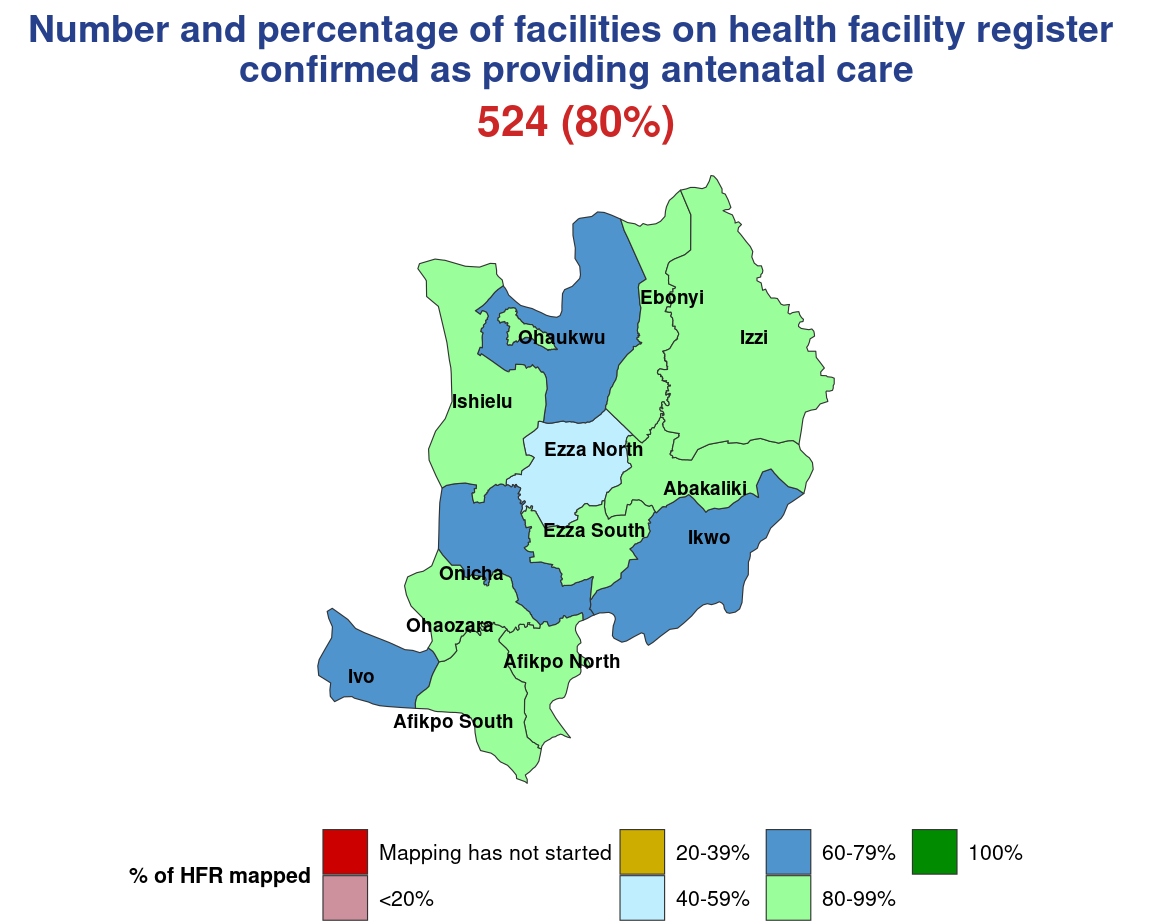 Number and percentage of facilities on health facility register
confirmed as providing antenatal care
524 (80%)
Ebonyi
Ohaukwu
Izzi
Ishielu
Ezza North
Abakaliki
Ezza South
Ikwo
Onicha
Ohaozara
Afikpo North
Ivo
Afikpo South
% of HFR mapped
Mapping has not started
<20%
20-39%
40-59%
60-79%
80-99%
100%